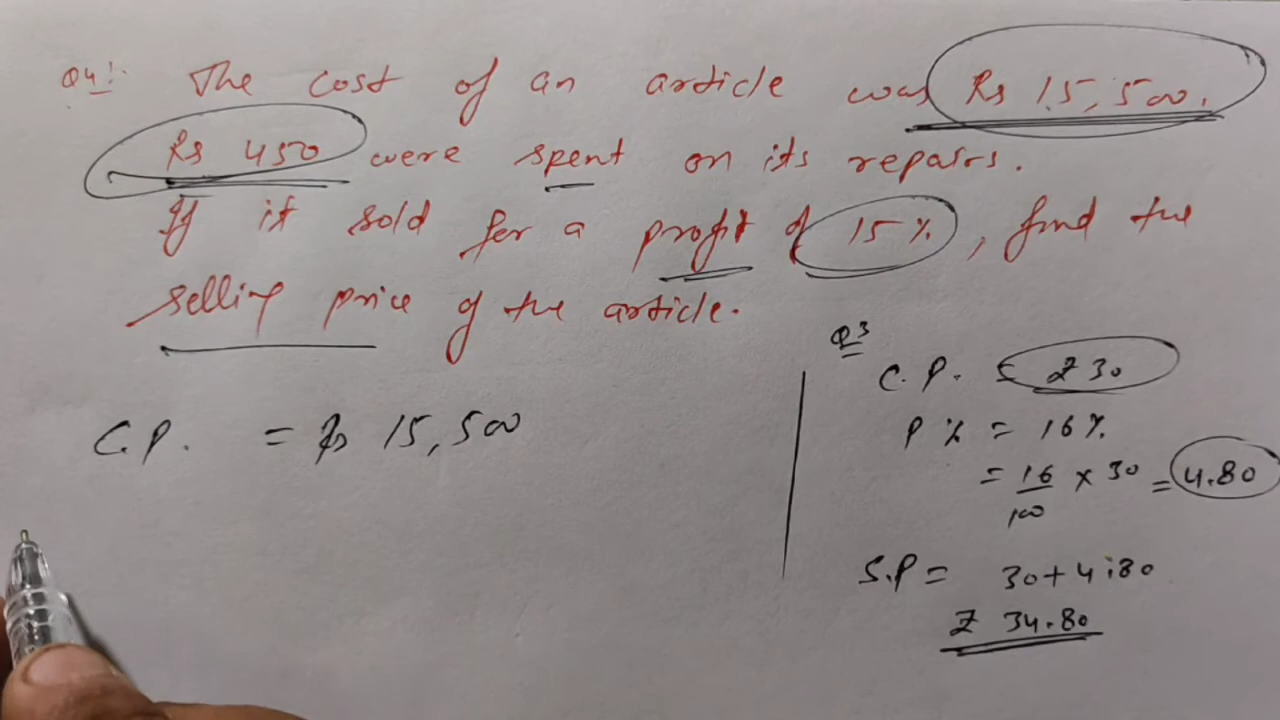 Q4:. The cost of an article was Rs 15,500.
Rs 450 were spent on its repairs.
If it sold for a profit of 15%, find the
selling price of the article.
C.P. = Rs 15,500
Q3
C.P. = ₹ 30
P % = 16%
= 16/100 × 30 = 4.80
S.P = 30+4.80
₹ 34.80